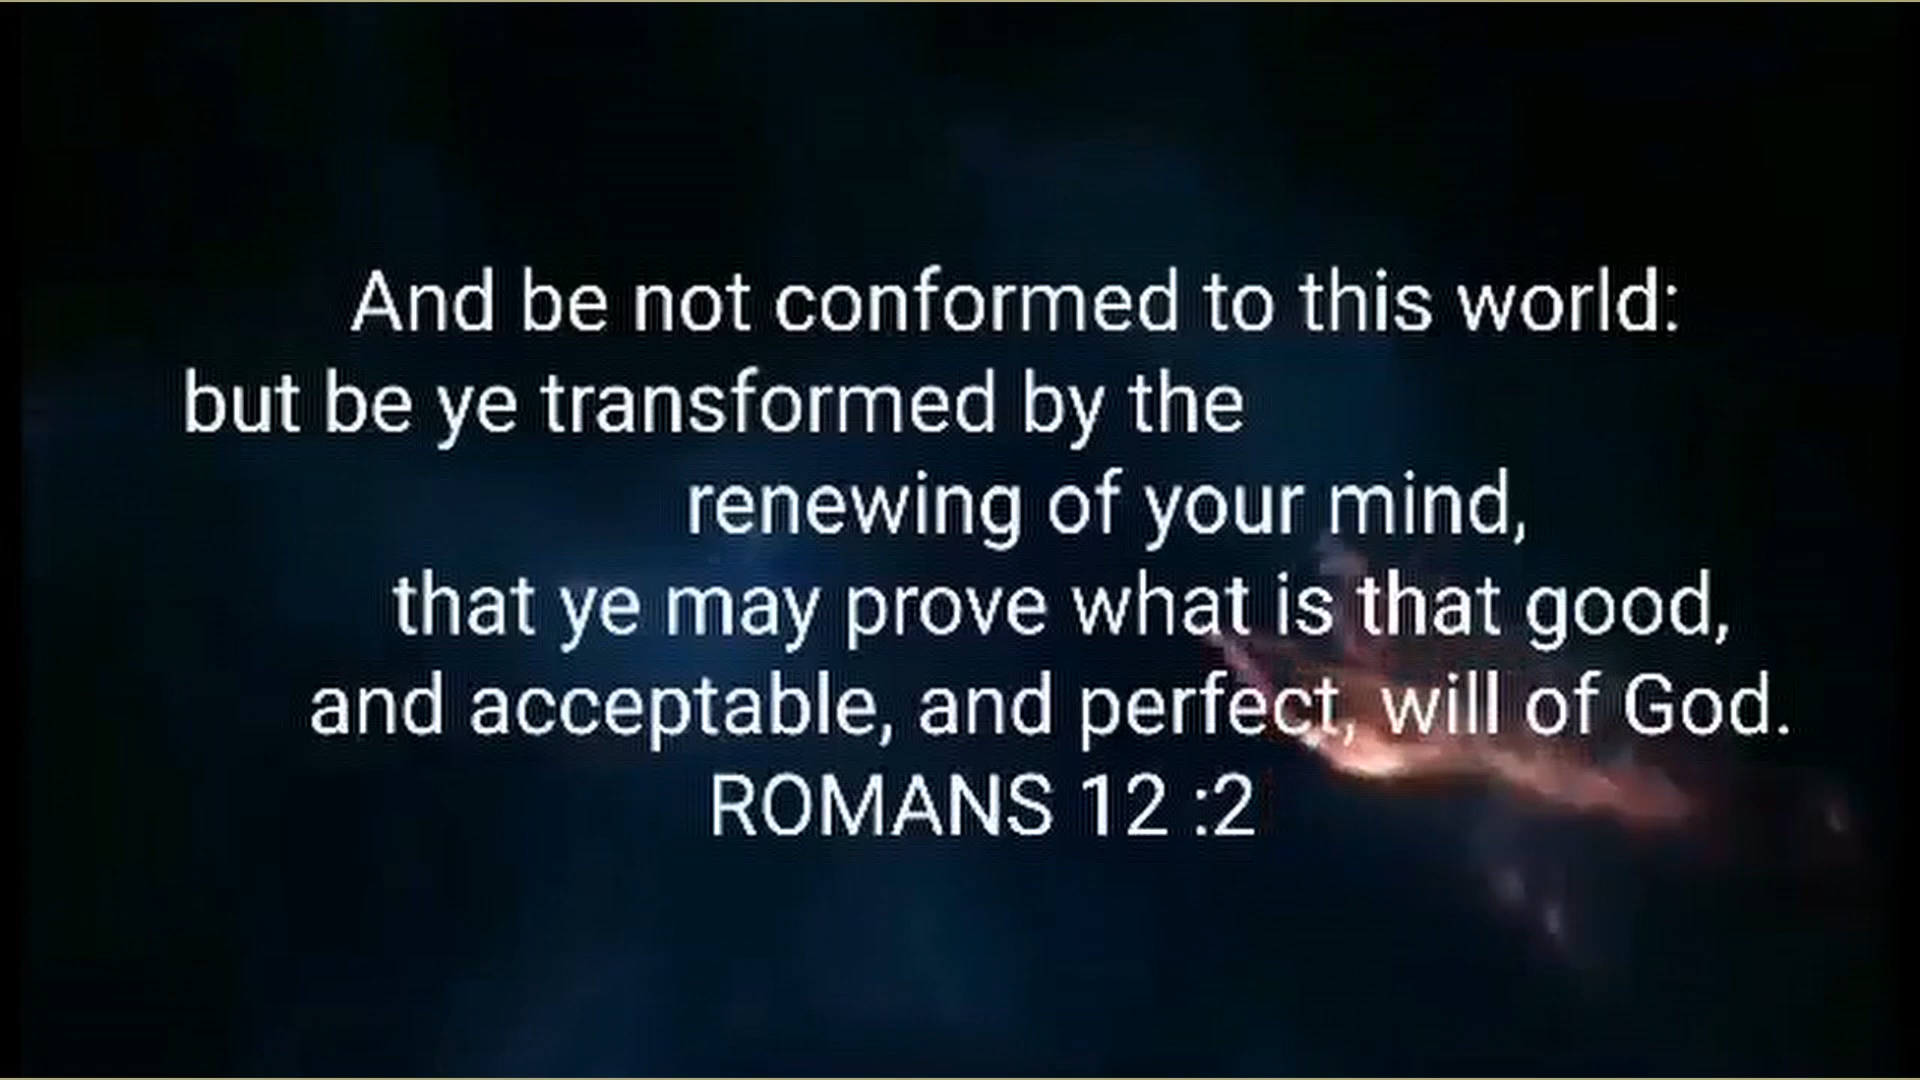 And be not conformed to this world:
but be ye transformed by the
renewing of your mind,
that ye may prove what is that good,
and acceptable, and perfect, will of God.
ROMANS 12 :2